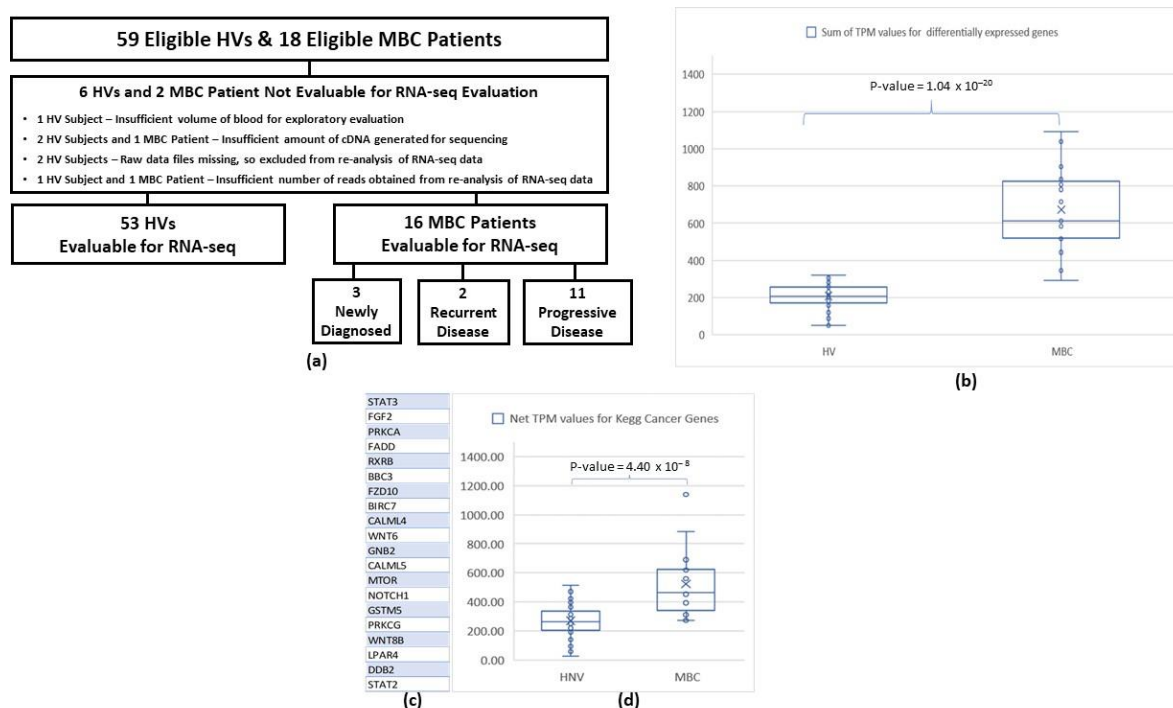 59 Eligible HVs & 18 Eligible MBC Patients
6 HVs and 2 MBC Patient Not Evaluable for RNA-seq Evaluation
• 1 HV Subject – Insufficient volume of blood for exploratory evaluation
• 2 HV Subjects and 1 MBC Patient – Insufficient amount of cDNA generated for sequencing
• 2 HV Subjects – Raw data files missing, so excluded from re-analysis of RNA-seq data
• 1 HV Subject and 1 MBC Patient – Insufficient number of reads obtained from re-analysis of RNA-seq data
53 HVs
Evaluable for RNA-seq
16 MBC Patients
Evaluable for RNA-seq
3
Newly
Diagnosed
2
Recurrent
Disease
11
Progressive
Disease
(a)
Sum of TPM values for differentially expressed genes
P-value = 1.04 x 10⁻²⁰
1400
1200
1000
800
600
400
200
0
HV
MBC
(b)
STAT3
FGF2
PRKCA
FADD
RXRB
BBC3
FZD10
BIRC7
CALML4
WNT6
GNB2
CALML5
MTOR
NOTCH1
GSTM5
PRKCG
WNT8B
LPAR4
DDB2
STAT2
(c)
Net TPM values for Kegg Cancer Genes
P-value = 4.40 x 10⁻⁸
1400.00
1200.00
1000.00
800.00
600.00
400.00
200.00
0.00
HNV
MBC
(d)